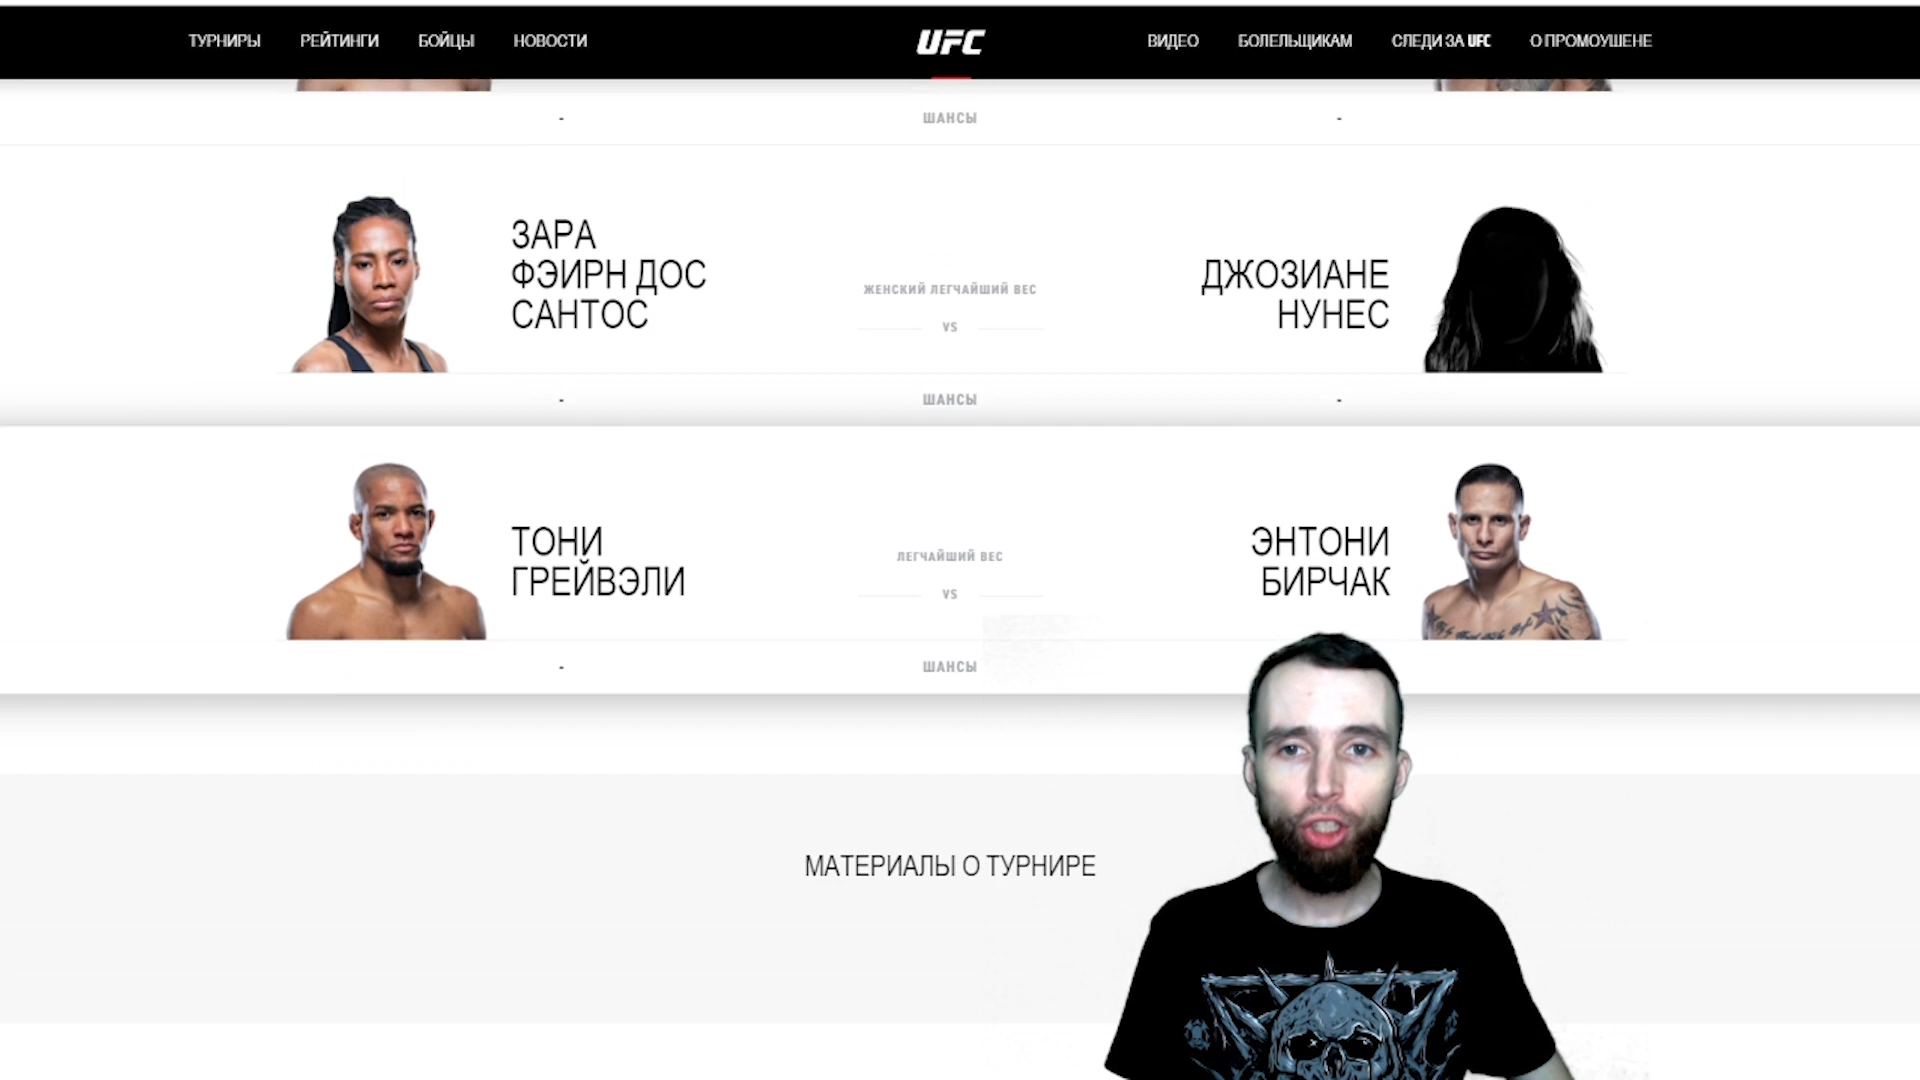 ТУРНИРЫ РЕЙТИНГИ БОЙЦЫ НОВОСТИ UFC ВИДЕО БОЛЕЛЬЩИКАМ СЛЕДИ ЗА UFC О ПРОМОУШЕНЕ
- ШАНСЫ -
ЗАРА
ФЭИРН ДОС
САНТОС
ЖЕНСКИЙ ЛЕГЧАЙШИЙ ВЕС
VS
ДЖОЗИАНЕ
НУНЕС
- ШАНСЫ -
ТОНИ
ГРЕЙВЭЛИ
ЛЕГЧАЙШИЙ ВЕС
VS
ЭНТОНИ
БИРЧАК
- ШАНСЫ
МАТЕРИАЛЫ О ТУРНИРЕ